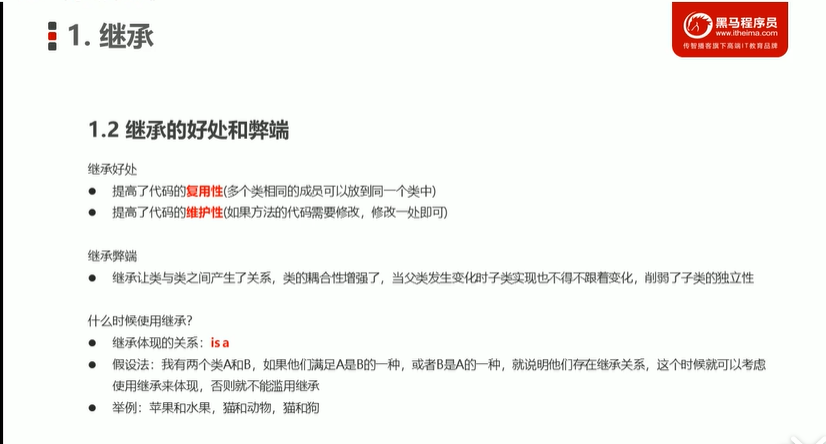 1. 继承
黑马程序员
www.itheima.com
传智播客旗下高端IT教育品牌
1.2 继承的好处和弊端
继承好处
● 提高了代码的复用性(多个类相同的成员可以放到同一个类中)
● 提高了代码的维护性(如果方法的代码需要修改，修改一处即可)
继承弊端
● 继承让类与类之间产生了关系，类的耦合性增强了，当父类发生变化时子类实现也不得不跟着变化，削弱了子类的独立性
什么时候使用继承?
● 继承体现的关系：is a
● 假设法：我有两个类A和B，如果他们满足A是B的一种，或者B是A的一种，就说明他们存在继承关系，这个时候就可以考虑
使用继承来体现，否则就不能滥用继承
● 举例：苹果和水果，猫和动物，猫和狗